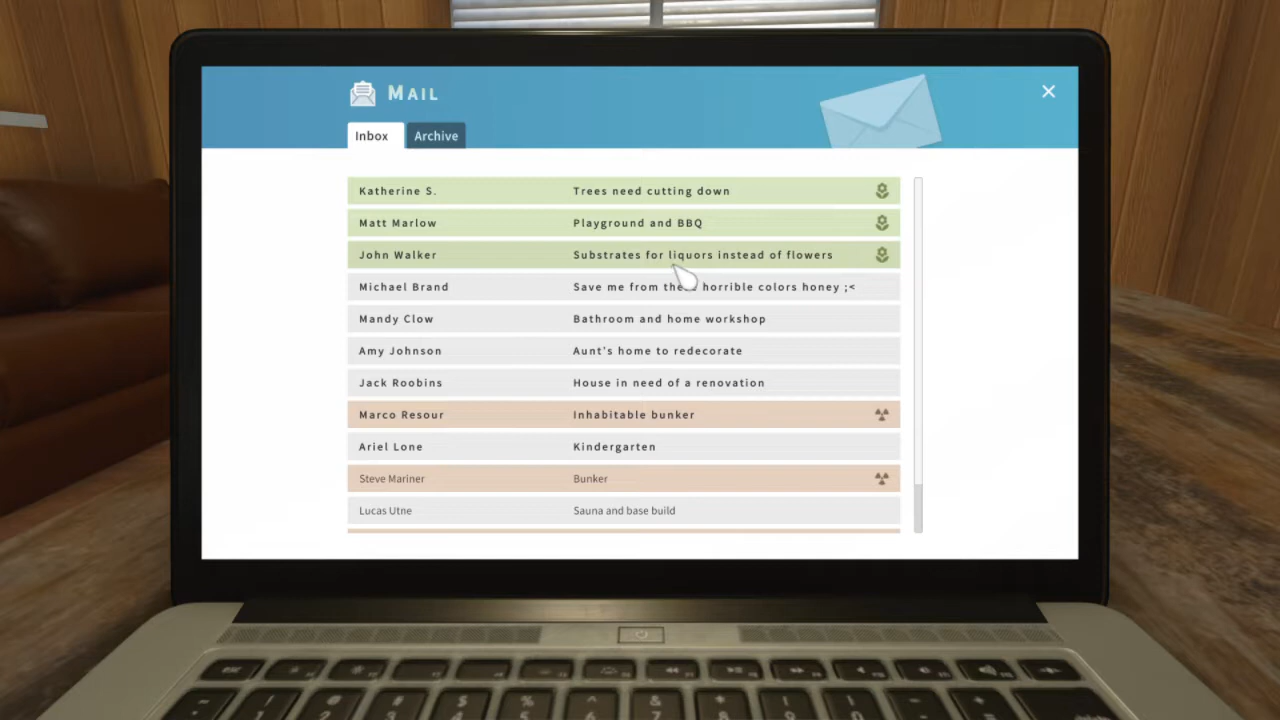 MAIL
Inbox Archive
Katherine S. Trees need cutting down
Matt Marlow Playground and BBQ
John Walker Substrates for liquors instead of flowers
Michael Brand Save me from these horrible colors honey ;<
Mandy Clow Bathroom and home workshop
Amy Johnson Aunt's home to redecorate
Jack Roobins House in need of a renovation
Marco Resour Inhabitable bunker
Ariel Lone Kindergarten
Steve Mariner Bunker
Lucas Utne Sauna and base build
esc